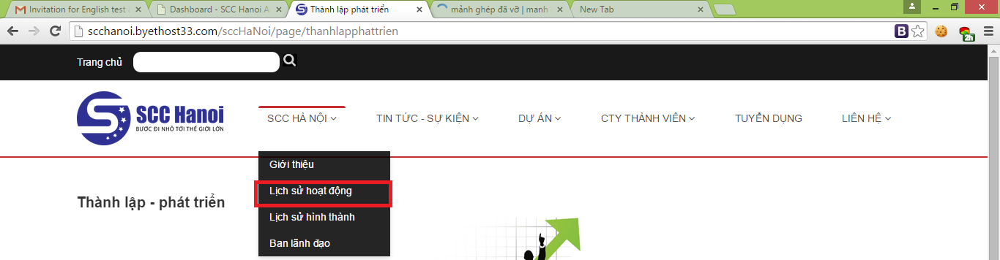 Invitation for English test
Dashboard - SCC Hanoi A
Thành lập phát triển
mảnh ghép đã vỡ | manh
New Tab
scchanoi.byethost33.com/sccHaNoi/page/thanhlapphattrien
B
2h
Trang chủ
S
SCC Hanoi
BƯỚC ĐI NHỎ TỚI THẾ GIỚI LỚN
SCC HÀ NỘI
TIN TỨC - SỰ KIỆN
DỰ ÁN
CTY THÀNH VIÊN
TUYỂN DỤNG
LIÊN HỆ
Giới thiệu
Lịch sử hoạt động
Lịch sử hình thành
Ban lãnh đạo
Thành lập - phát triển